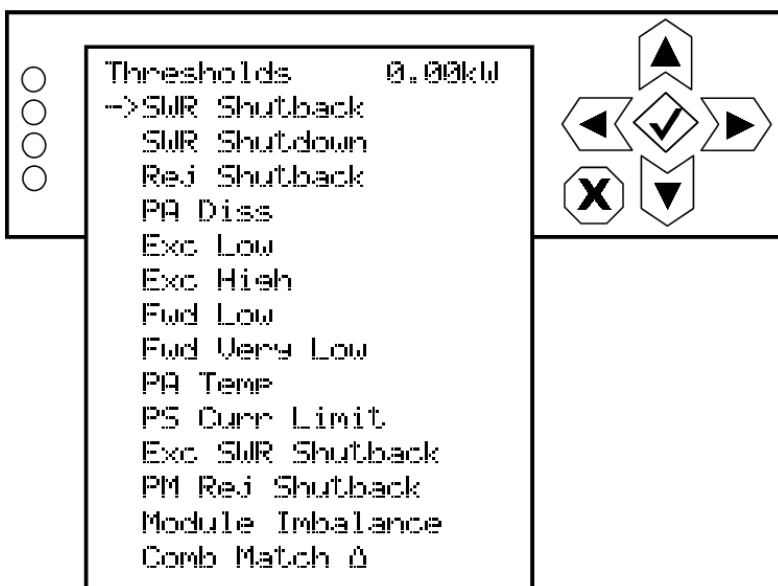 Thresholds 0.00kW
->SWR Shutback
SWR Shutdown
Rej Shutback
PA Diss
Exc Low
Exc High
Fwd Low
Fwd Very Low
PA Temp
PS Curr Limit
Exc SWR Shutback
PM Rej Shutback
Module Imbalance
Comb Match Δ
X